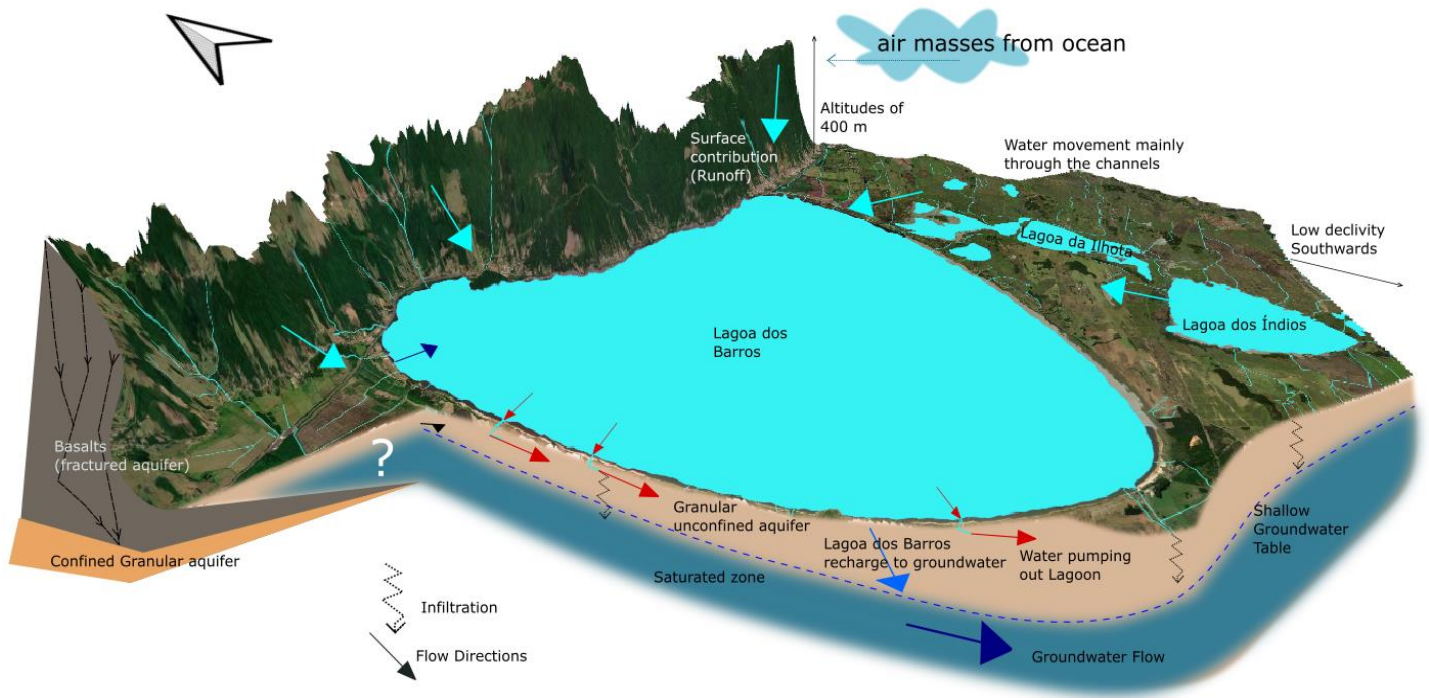 air masses from ocean
Altitudes of
400 m
Surface
contribution
(Runoff)
Water movement mainly
through the channels
Lagoa da Ilhota
Low declivity
Southwards
Lagoa dos Índios
Lagoa dos
Barros
Basalts
(fractured aquifer)
?
Granular
unconfined aquifer
Shallow
Groundwater
Table
Lagoa dos Barros
recharge to groundwater
Water pumping
out Lagoon
Confined Granular aquifer
Saturated zone
Infiltration
Groundwater Flow
Flow Directions